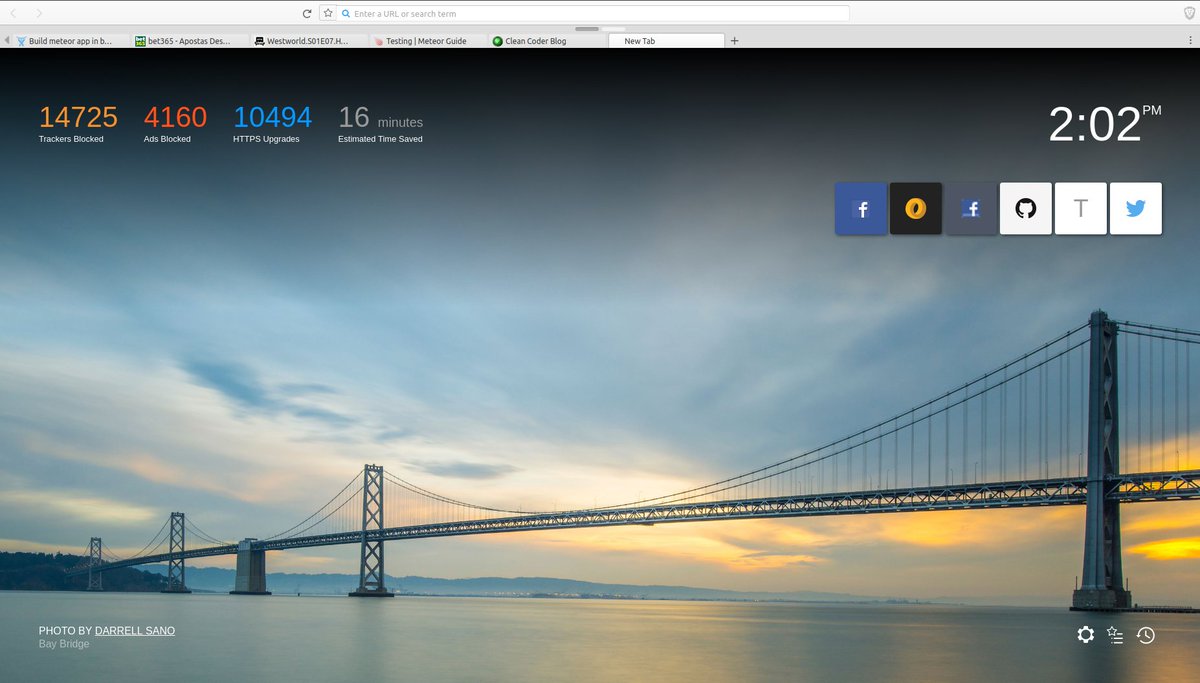 Enter a URL or search term
Build meteor app in b...
bet365 - Apostas Des...
Westworld.S01E07.H...
Testing | Meteor Guide
Clean Coder Blog
New Tab
14725
Trackers Blocked
4160
Ads Blocked
10494
HTTPS Upgrades
16 minutes
Estimated Time Saved
2:02 PM
f
f
T
PHOTO BY DARRELL SANO
Bay Bridge